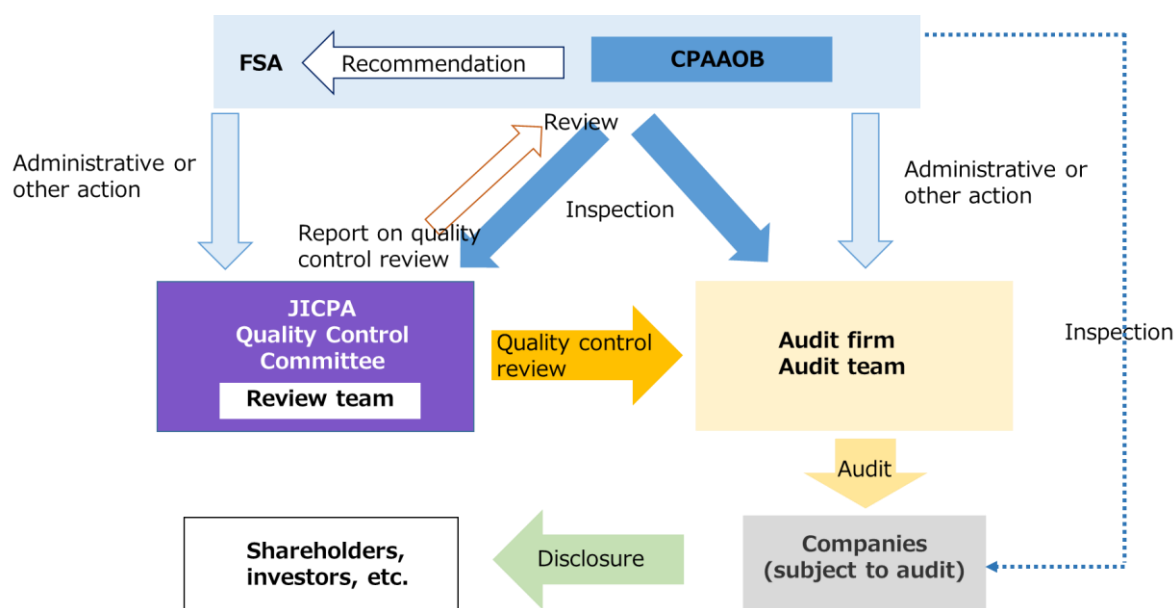 FSA
Recommendation
CPAAOB
Review
Administrative or
other action
Inspection
Administrative or
other action
Report on quality
control review
JICPA
Quality Control
Committee
Review team
Quality control
review
Audit firm
Audit team
Inspection
Audit
Shareholders,
investors, etc.
Disclosure
Companies
(subject to audit)